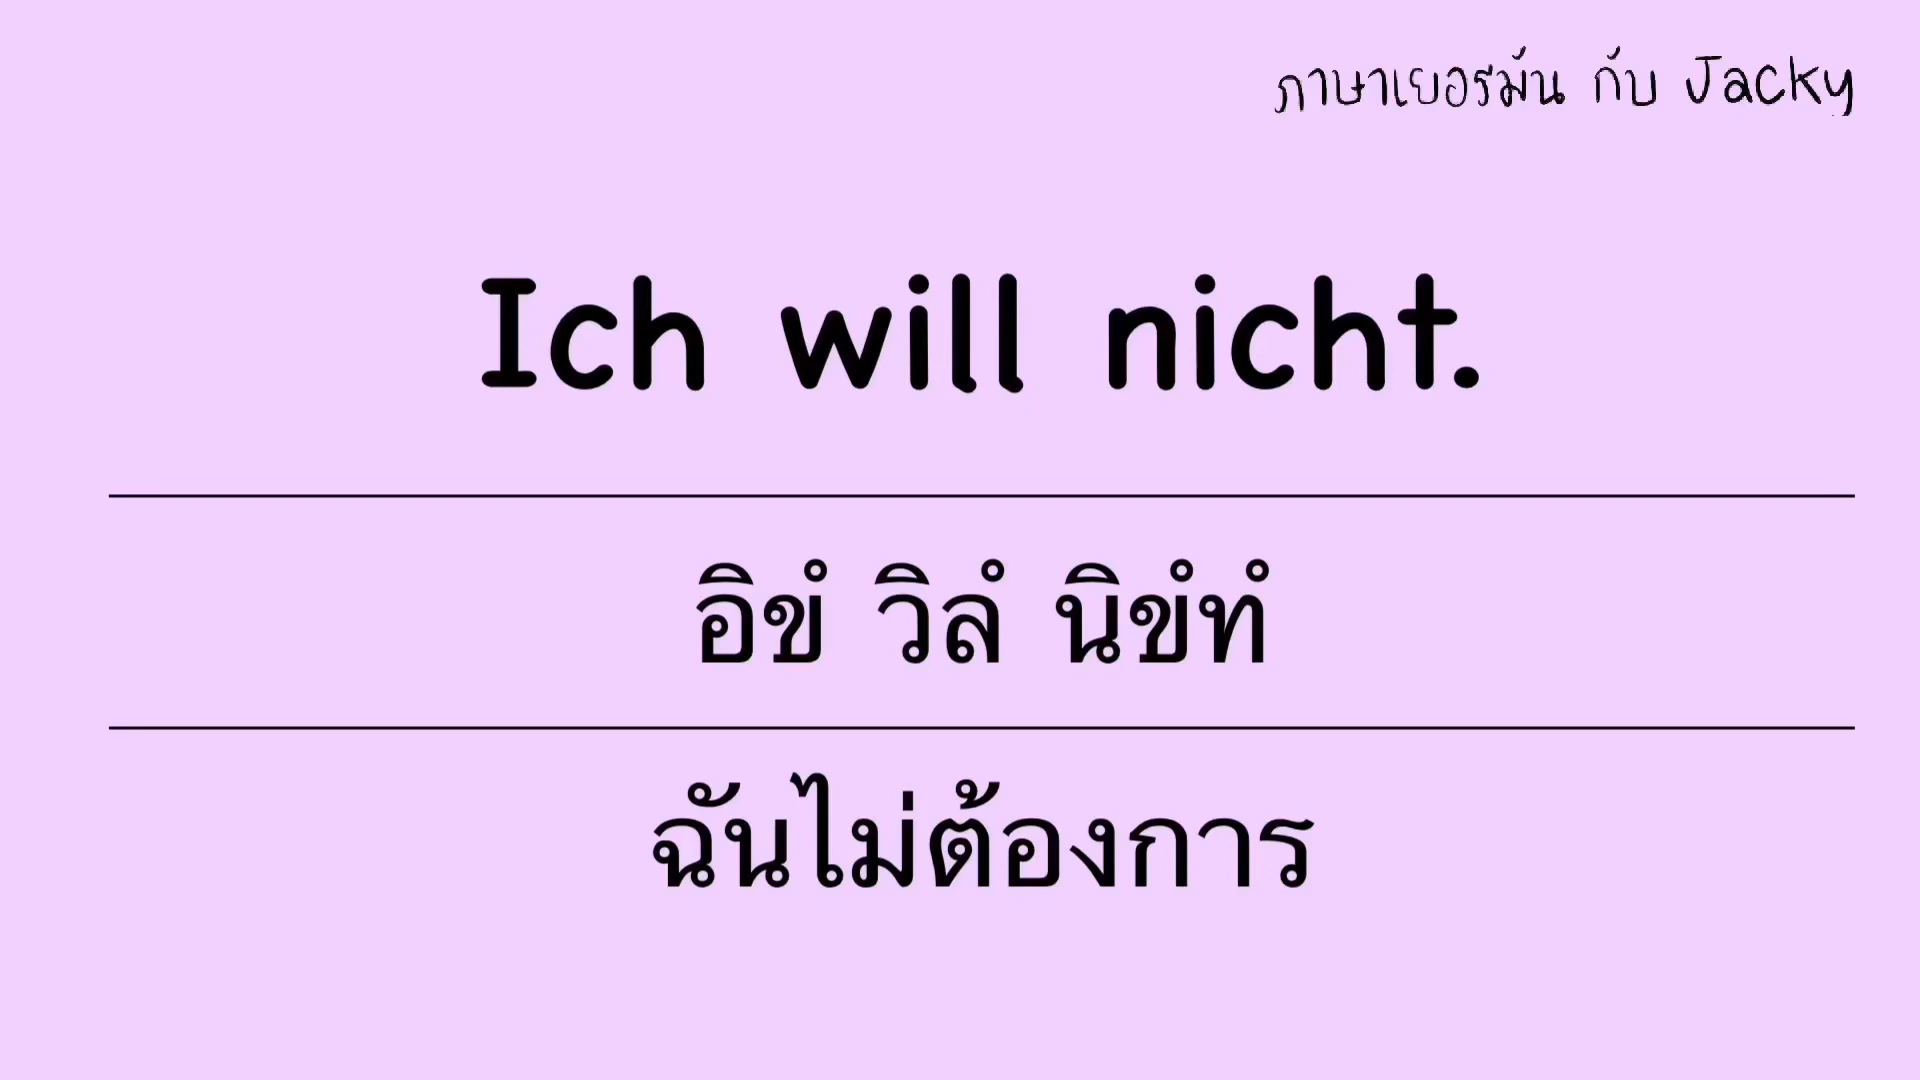 ภาษาเยอรมัน กับ Jacky
Ich will nicht.
อิขํ วิลํ นิขํทํ
ฉันไม่ต้องการ